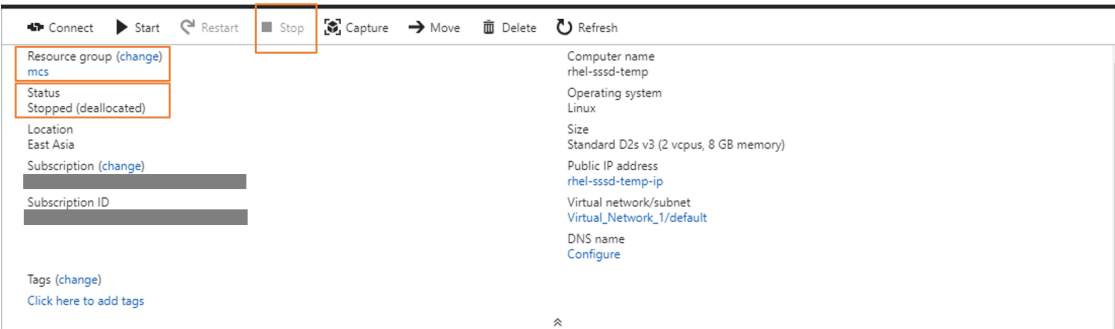 Connect Start Restart Stop Capture Move Delete Refresh
Resource group (change)
mcs
Status
Stopped (deallocated)
Location
East Asia
Subscription (change)
Subscription ID
Tags (change)
Click here to add tags
Computer name
rhel-sssd-temp
Operating system
Linux
Size
Standard D2s v3 (2 vcpus, 8 GB memory)
Public IP address
rhel-sssd-temp-ip
Virtual network/subnet
Virtual_Network_1/default
DNS name
Configure